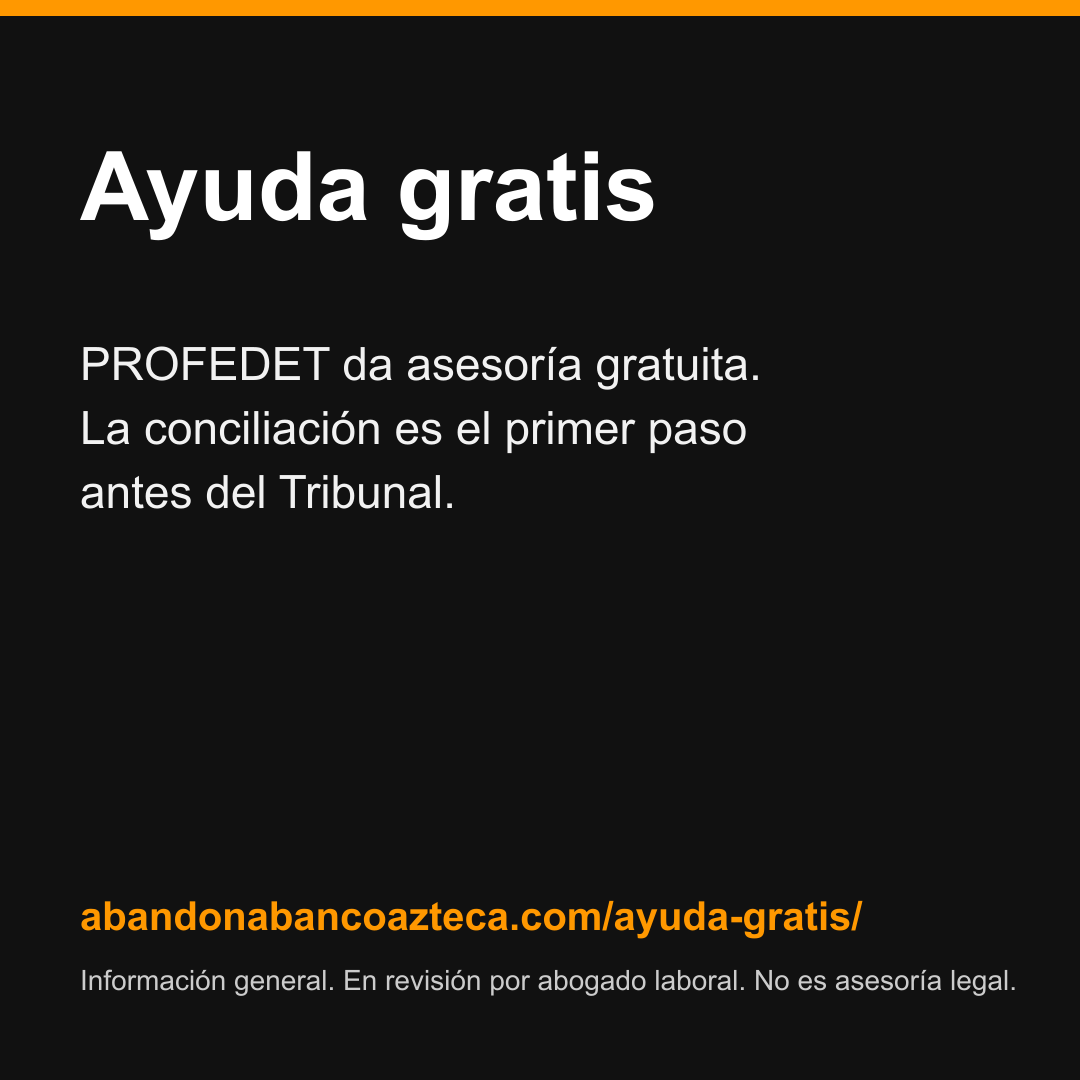 Ayuda gratis
PROFEDET da asesoría gratuita.
La conciliación es el primer paso
antes del Tribunal.
abandonabancoazteca.com/ayuda-gratis/
Información general. En revisión por abogado laboral. No es asesoría legal.